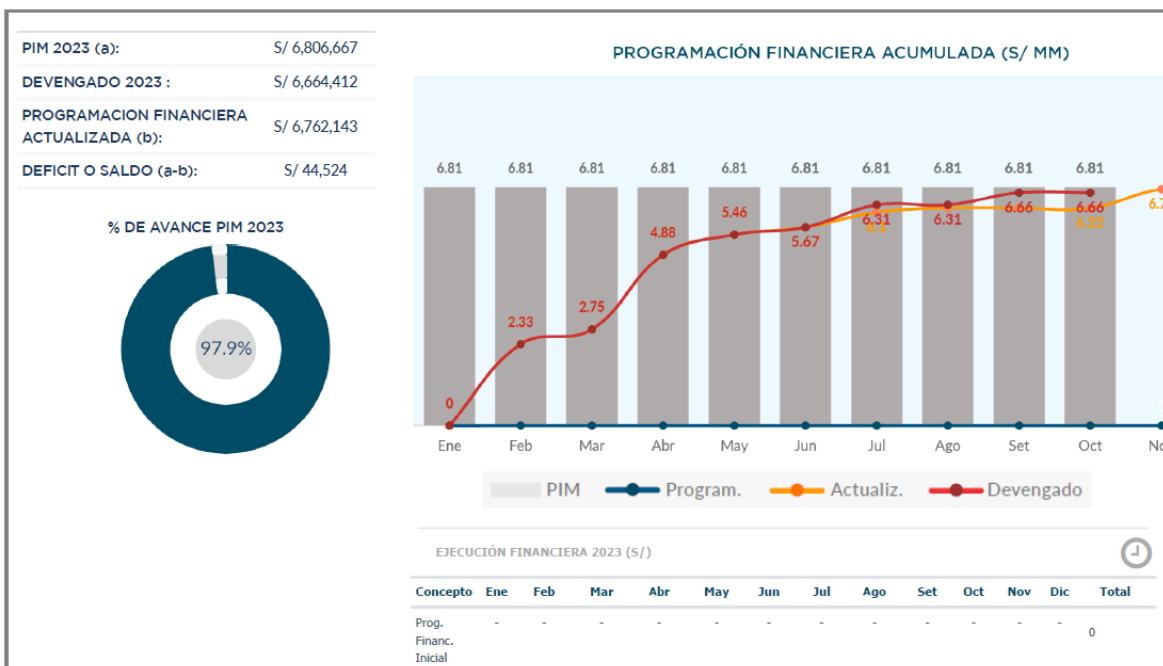 PIM 2023 (a): S/ 6,806,667
DEVENGADO 2023 : S/ 6,664,412
PROGRAMACION FINANCIERA
ACTUALIZADA (b): S/ 6,762,143
DEFICIT O SALDO (a-b): S/ 44,524
% DE AVANCE PIM 2023
97.9%
PROGRAMACIÓN FINANCIERA ACUMULADA (S/ MM)
6.81 6.81 6.81 6.81 6.81 6.81 6.81 6.81 6.81 6.81
0 2.33 2.75 4.88 5.46 5.67 6.31 6.31 6.66 6.66
6.22
Ene Feb Mar Abr May Jun Jul Ago Set Oct
PIM Program. Actualiz. Devengado
EJECUCIÓN FINANCIERA 2023 (S/)
Concepto Ene Feb Mar Abr May Jun Jul Ago Set Oct Nov Dic Total
Prog. - - - - - - - - - - - - 0
Financ.
Inicial